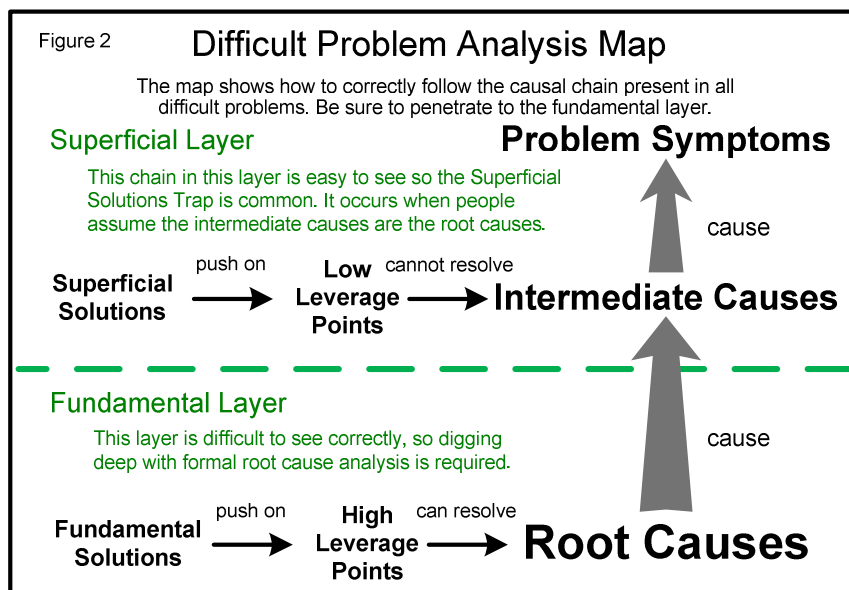 Figure 2
Difficult Problem Analysis Map
The map shows how to correctly follow the causal chain present in all
difficult problems. Be sure to penetrate to the fundamental layer.
Superficial Layer
Problem Symptoms
This chain in this layer is easy to see so the Superficial
Solutions Trap is common. It occurs when people
assume the intermediate causes are the root causes.
cause
Superficial
Solutions
push on
Low
Leverage
Points
cannot resolve
Intermediate Causes
Fundamental Layer
This layer is difficult to see correctly, so digging
deep with formal root cause analysis is required.
cause
Fundamental
Solutions
push on
High
Leverage
Points
can resolve
Root Causes